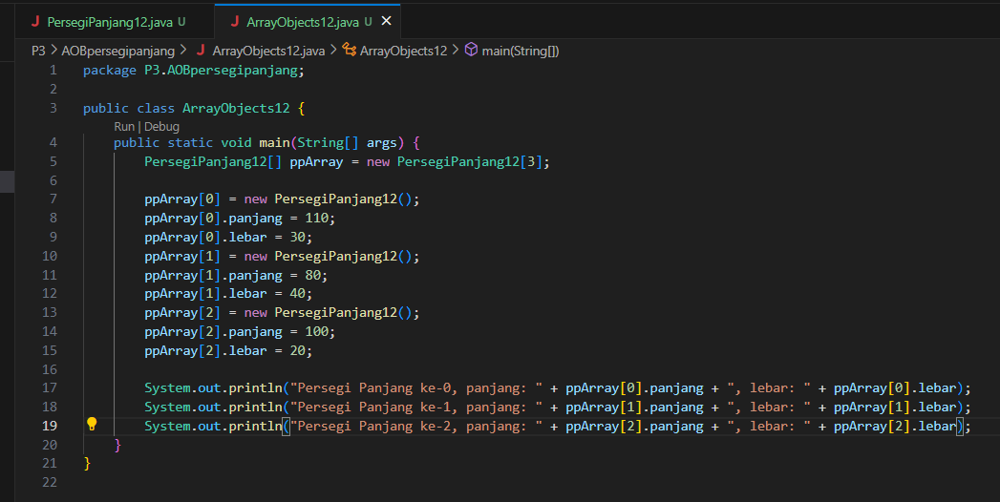 J PersegiPanjang12.java U
J ArrayObjects12.java U ×
P3 > AOBpersegipanjang > J ArrayObjects12.java > ArrayObjects12 > main(String[])
1 package P3.AOBpersegipanjang;
2
3 public class ArrayObjects12 {
Run | Debug
4 public static void main(String[] args) {
5 PersegiPanjang12[] ppArray = new PersegiPanjang12[3];
6
7 ppArray[0] = new PersegiPanjang12();
8 ppArray[0].panjang = 110;
9 ppArray[0].lebar = 30;
10 ppArray[1] = new PersegiPanjang12();
11 ppArray[1].panjang = 80;
12 ppArray[1].lebar = 40;
13 ppArray[2] = new PersegiPanjang12();
14 ppArray[2].panjang = 100;
15 ppArray[2].lebar = 20;
16
17 System.out.println("Persegi Panjang ke-0, panjang: " + ppArray[0].panjang + ", lebar: " + ppArray[0].lebar);
18 System.out.println("Persegi Panjang ke-1, panjang: " + ppArray[1].panjang + ", lebar: " + ppArray[1].lebar);
19 System.out.println("Persegi Panjang ke-2, panjang: " + ppArray[2].panjang + ", lebar: " + ppArray[2].lebar);
20 }
21 }
22